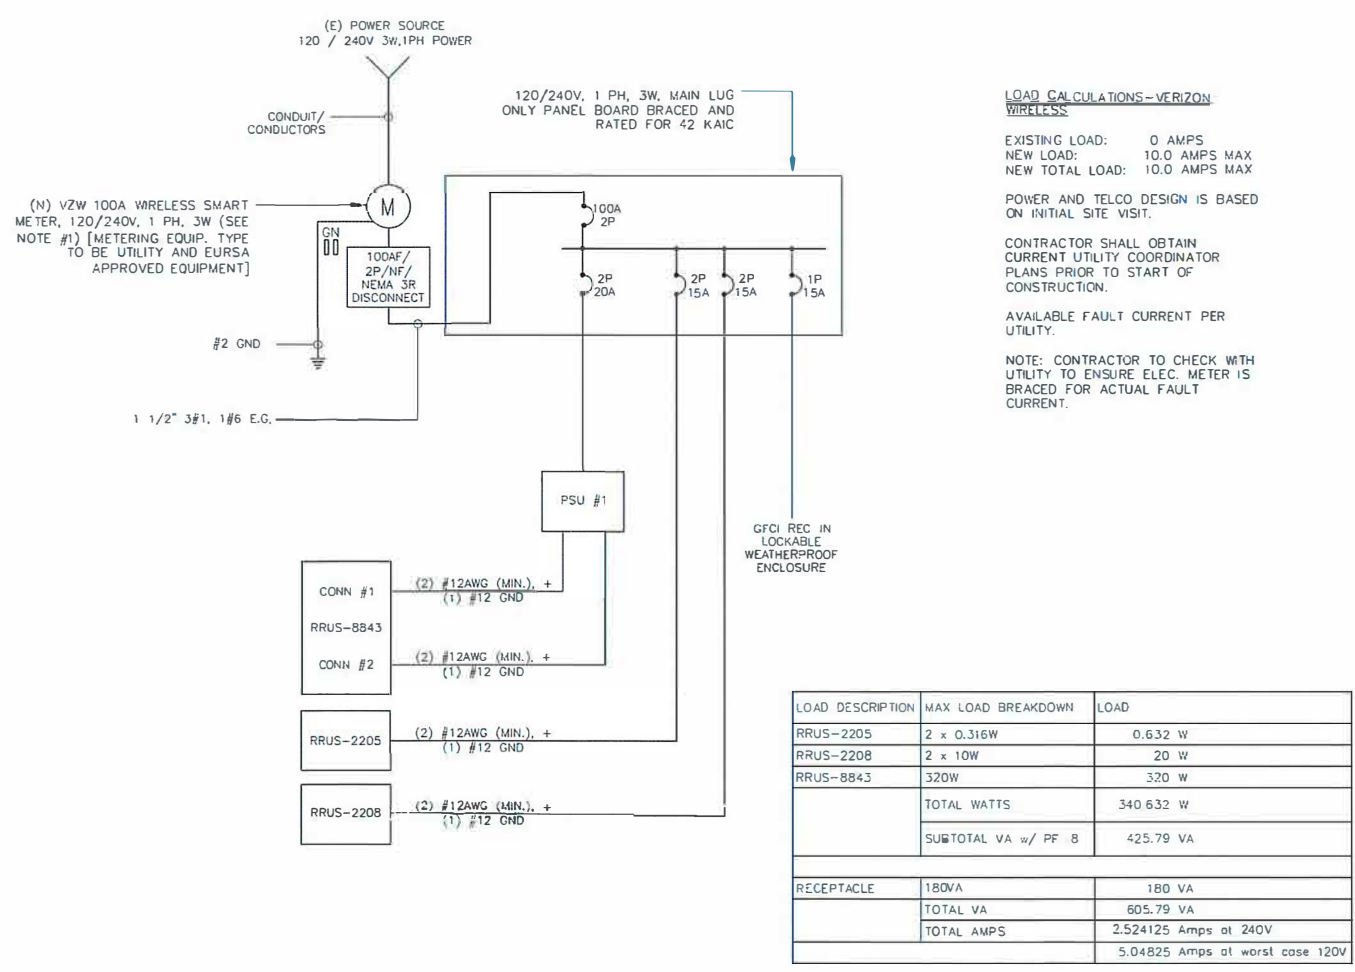 (E) POWER SOURCE
120 / 240V 3W,1PH POWER
CONDUIT/
CONDUCTORS
120/240V, 1 PH, 3W, MAIN LUG
ONLY PANEL BOARD BRACED AND
RATED FOR 42 KAIC
(N) VZW 100A WIRELESS SMART
METER, 120/240V, 1 PH, 3W (SEE
NOTE #1) [METERING EQUIP. TYPE
TO BE UTILITY AND EURSA
APPROVED EQUIPMENT]
M
GN
100AF/
2P/NF/
NEMA 3R
DISCONNECT
#2 GND
1 1/2" 3#1, 1#6 E.G.
100A
2P
2P
20A
2P
15A
2P
15A
1P
15A
PSU #1
GFCI REC IN
LOCKABLE
WEATHERPROOF
ENCLOSURE
CONN #1
RRUS-8843
CONN #2
(2) #12AWG (MIN.), +
(1) #12 GND
(2) #12AWG (MIN.), +
(1) #12 GND
RRUS-2205
(2) #12AWG (MIN.), +
(1) #12 GND
RRUS-2208
(2) #12AWG (MIN.), +
(1) #12 GND
LOAD CALCULATIONS-VERIZON
WIRELESS
EXISTING LOAD: 0 AMPS
NEW LOAD: 10.0 AMPS MAX
NEW TOTAL LOAD: 10.0 AMPS MAX
POWER AND TELCO DESIGN IS BASED
ON INITIAL SITE VISIT.
CONTRACTOR SHALL OBTAIN
CURRENT UTILITY COORDINATOR
PLANS PRIOR TO START OF
CONSTRUCTION.
AVAILABLE FAULT CURRENT PER
UTILITY.
NOTE: CONTRACTOR TO CHECK WITH
UTILITY TO ENSURE ELEC. METER IS
BRACED FOR ACTUAL FAULT
CURRENT.
LOAD DESCRIPTION MAX LOAD BREAKDOWN LOAD
RRUS-2205 2 x 0.316W 0.632 W
RRUS-2208 2 x 10W 20 W
RRUS-8843 320W 320 W
TOTAL WATTS 340 632 W
SUBTOTAL VA w/ PF 8 425.79 VA
RECEPTACLE 180VA 180 VA
TOTAL VA 605.79 VA
TOTAL AMPS 2.524125 Amps at 240V
5.04825 Amps at worst case 120V